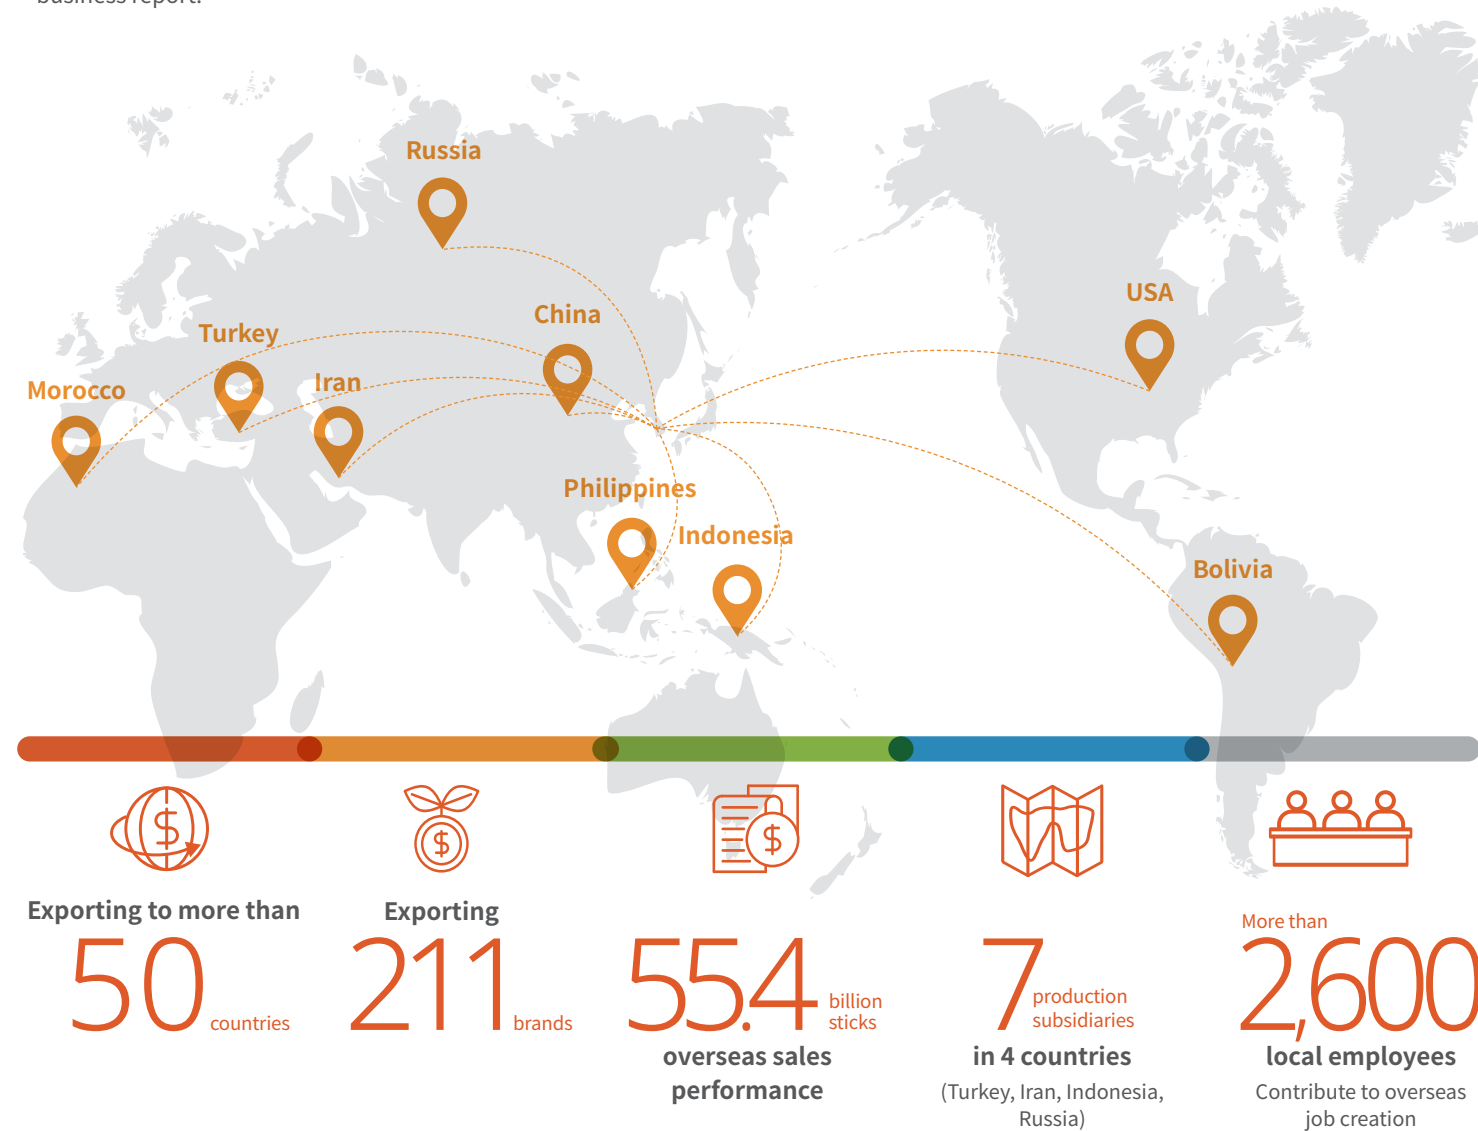 business report.
Russia
China
USA
Turkey
Iran
Morocco
Philippines
Indonesia
Bolivia
Exporting to more than
50 countries
Exporting
211 brands
55.4 billion
sticks
overseas sales
performance
7 production
subsidiaries
in 4 countries
(Turkey, Iran, Indonesia,
Russia)
More than
2,600
local employees
Contribute to overseas
job creation